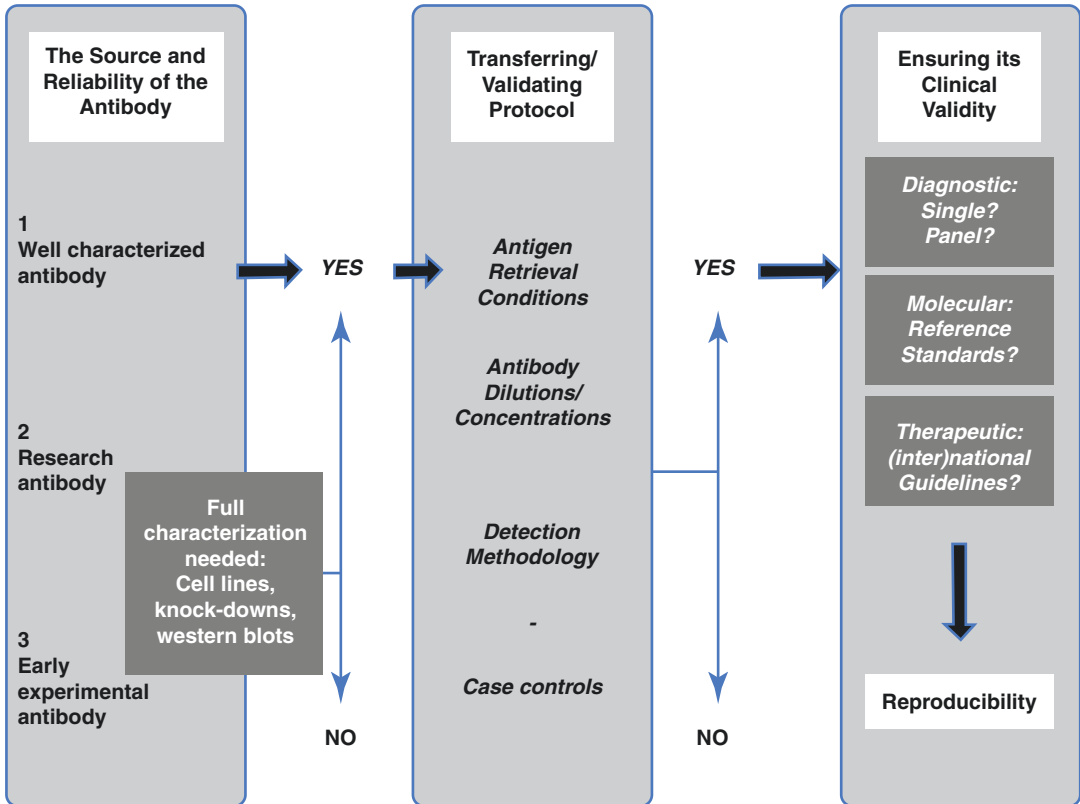 The Source and
Reliability of the
Antibody
1
Well characterized
antibody
2
Research
antibody
Full
characterization
needed:
Cell lines,
knock-downs,
western blots
3
Early
experimental
antibody
YES
NO
Transferring/
Validating
Protocol
Antigen
Retrieval
Conditions
Antibody
Dilutions/
Concentrations
Detection
Methodology
-
Case controls
YES
NO
Ensuring its
Clinical
Validity
Diagnostic:
Single?
Panel?
Molecular:
Reference
Standards?
Therapeutic:
(inter)national
Guidelines?
Reproducibility